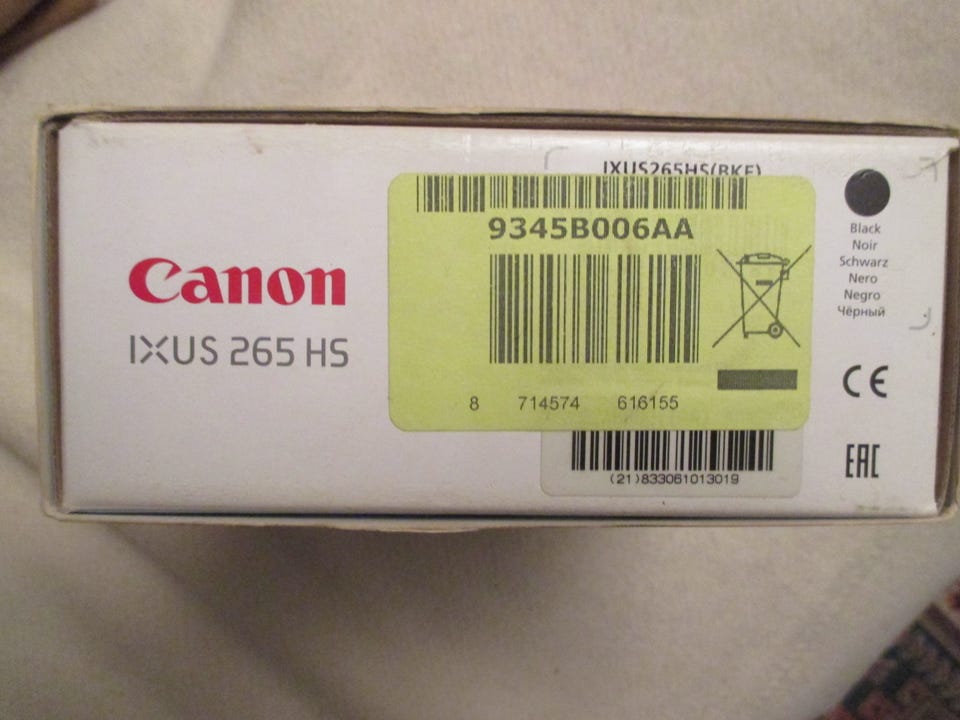 Canon
IXUS 265 HS
IXUS265HS(BKE)
9345B006AA
8 714574 616155
(21)833061013019
Black
Noir
Schwarz
Nero
Negro
Чёрный
CE
EAC